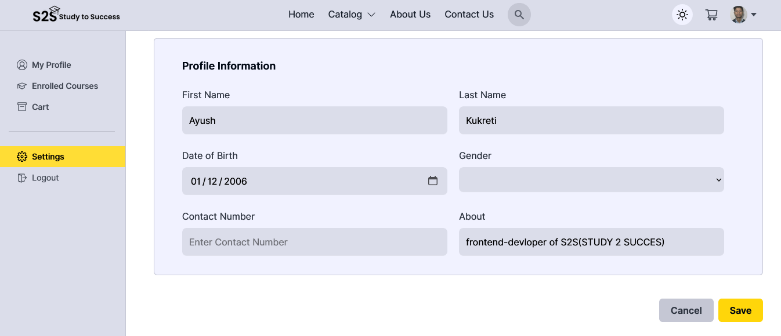 S2S Study to Success Home Catalog About Us Contact Us
My Profile
Enrolled Courses
Cart
Settings
Logout
Profile Information
First Name Last Name
Ayush Kukreti
Date of Birth Gender
01/12/2006
Contact Number About
Enter Contact Number frontend-devloper of S2S(STUDY 2 SUCCES)
Cancel Save